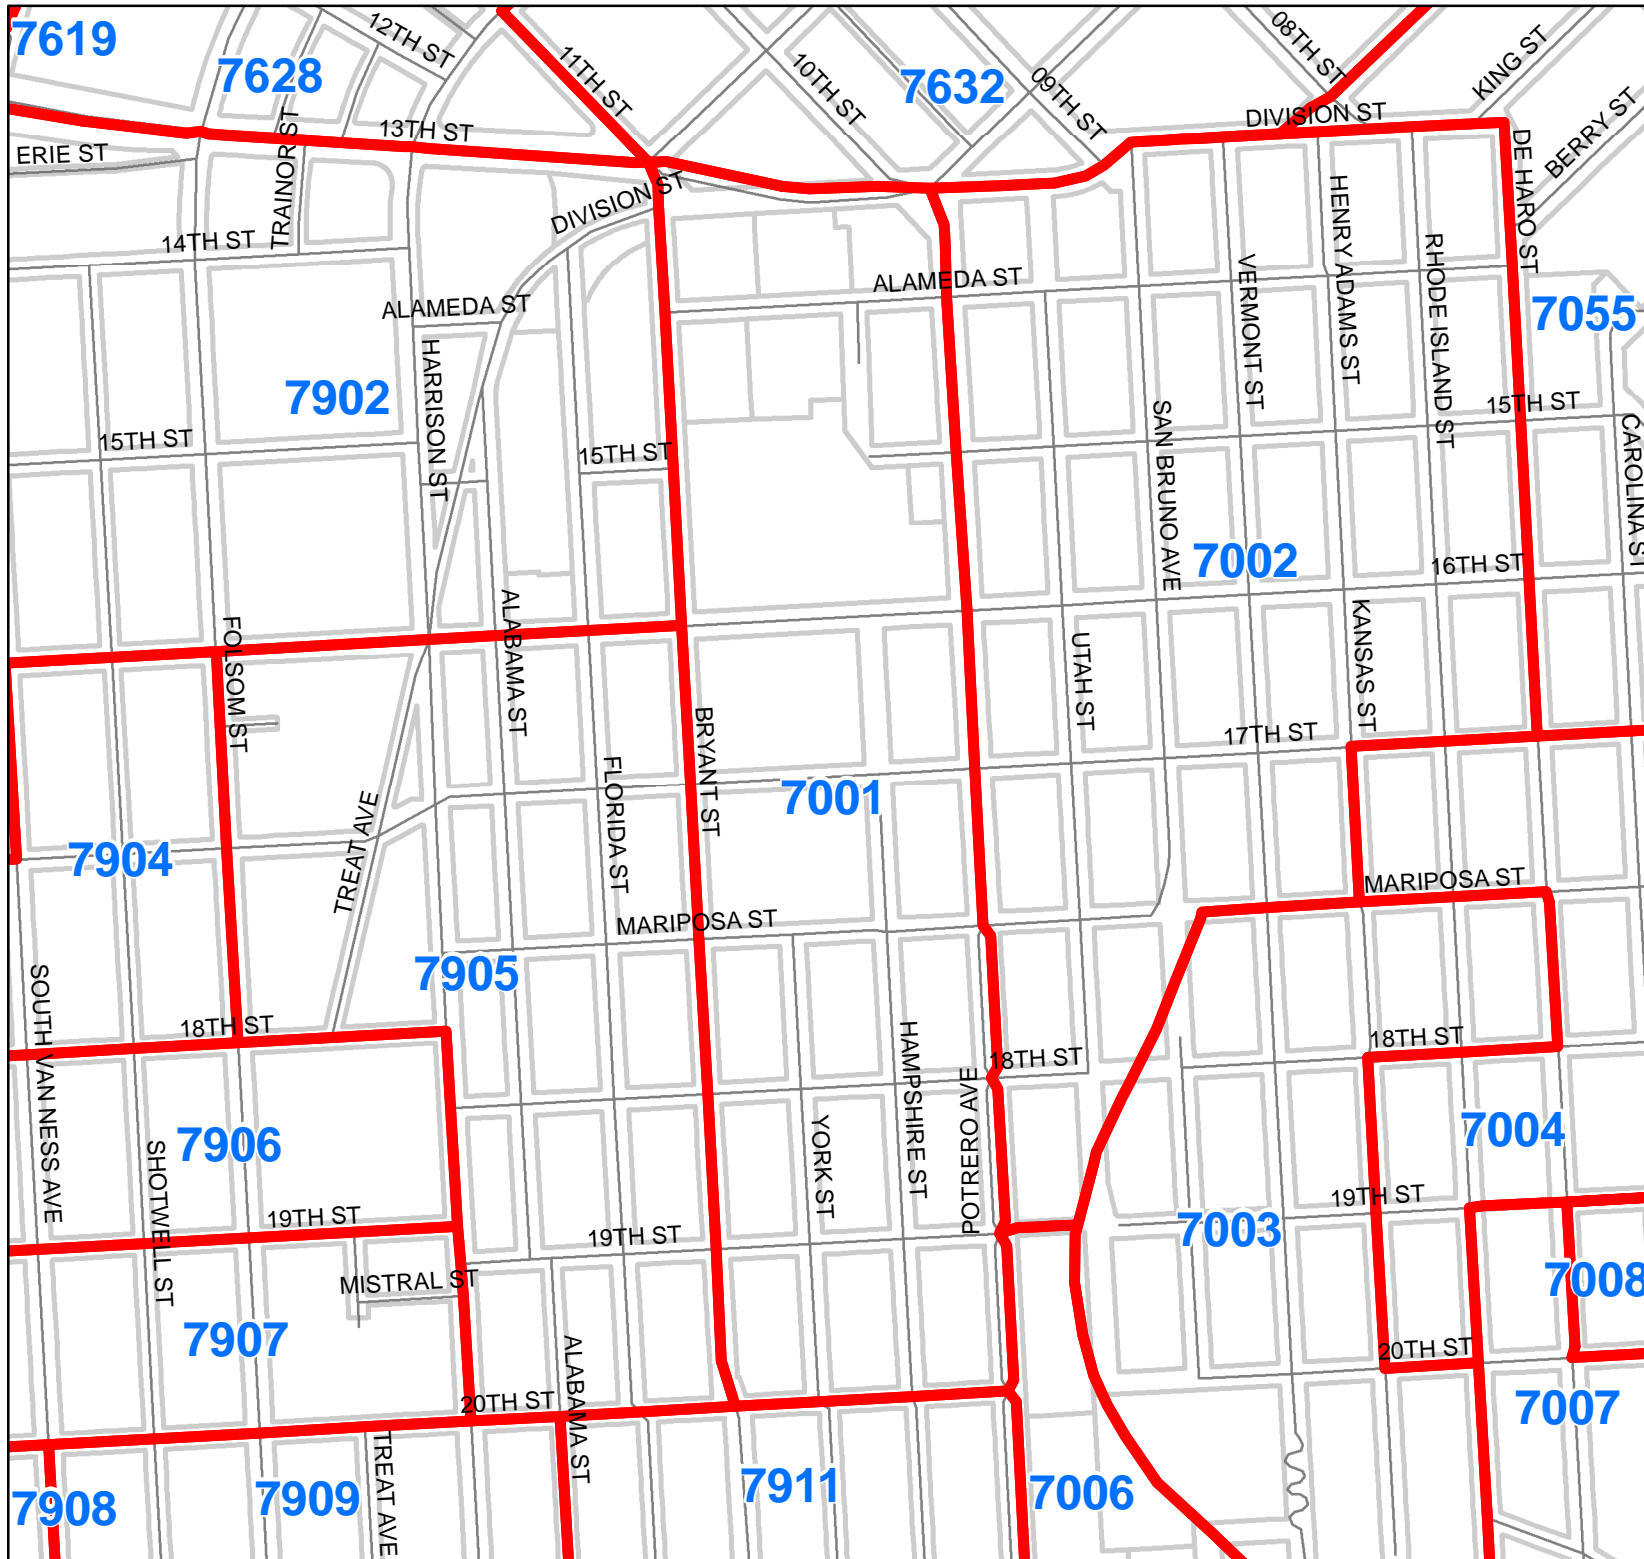 7619
12TH ST
7628
11TH ST
10TH ST
7632
09TH ST
08TH ST
KING ST
DIVISION ST
BERRY ST
DE HARO ST
13TH ST
ERIE ST
TRAINOR ST
14TH ST
DIVISION ST
ALAMEDA ST
HENRY ADAMS ST
RHODE ISLAND ST
VERMONT ST
7055
ALAMEDA ST
HARRISON ST
7902
15TH ST
15TH ST
15TH ST
SAN BRUNO AVE
CAROLINA ST
7002
16TH ST
ALABAMA ST
FOLSOM ST
UTAH ST
KANSAS ST
BRYANT ST
17TH ST
FLORIDA ST
7001
TREAT AVE
7904
MARIPOSA ST
MARIPOSA ST
7905
SOUTH VAN NESS AVE
18TH ST
18TH ST
18TH ST
HAMPSHIRE ST
POTRERO AVE
7906
SHOTWELL ST
YORK ST
7004
19TH ST
19TH ST
19TH ST
7003
MISTRAL ST
7008
7907
20TH ST
ALABAMA ST
20TH ST
7007
TREAT AVE
7908
7909
7911
7006